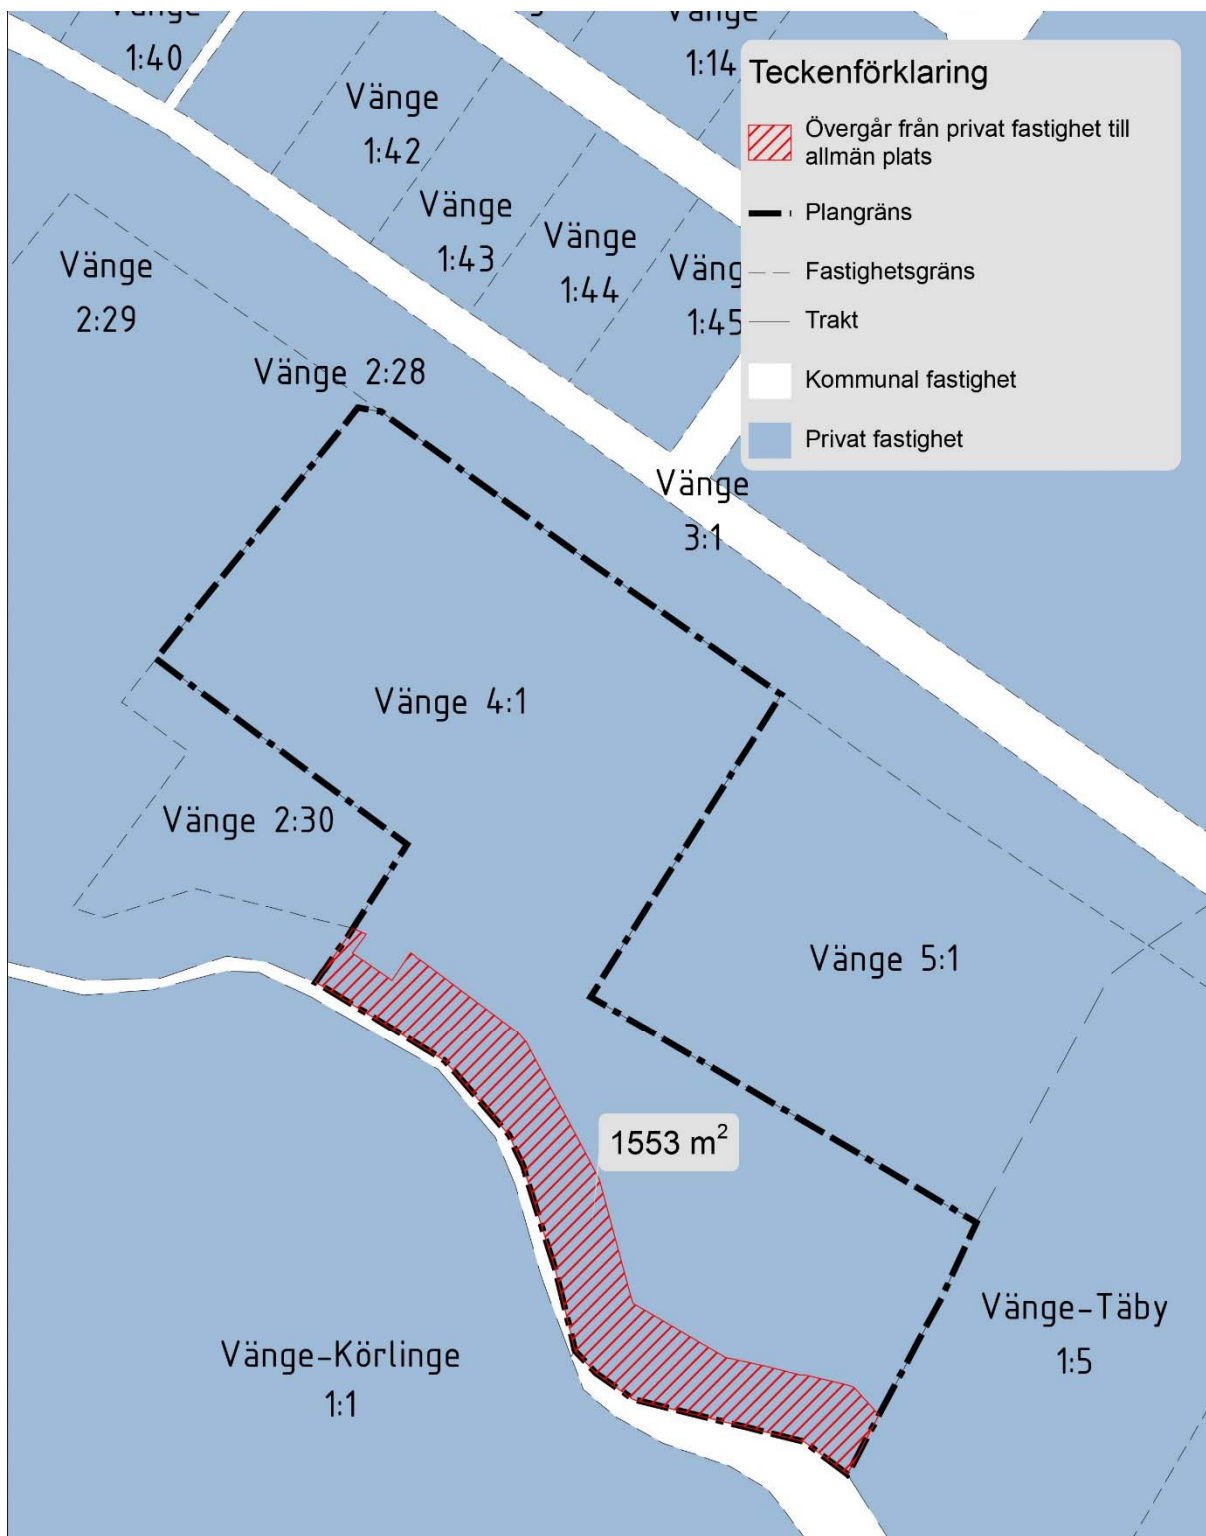 Vänge
1:40
Vänge
1:14
Vänge
1:42
Vänge
1:43
Vänge
1:44
Väng
1:45
Teckenförklaring
Övergår från privat fastighet till
allmän plats
Plangräns
Fastighetsgräns
Trakt
Kommunal fastighet
Privat fastighet
Vänge
2:29
Vänge 2:28
Vänge
3:1
Vänge 4:1
Vänge 2:30
Vänge 5:1
1553 m²
Vänge-Täby
1:5
Vänge-Körlinge
1:1